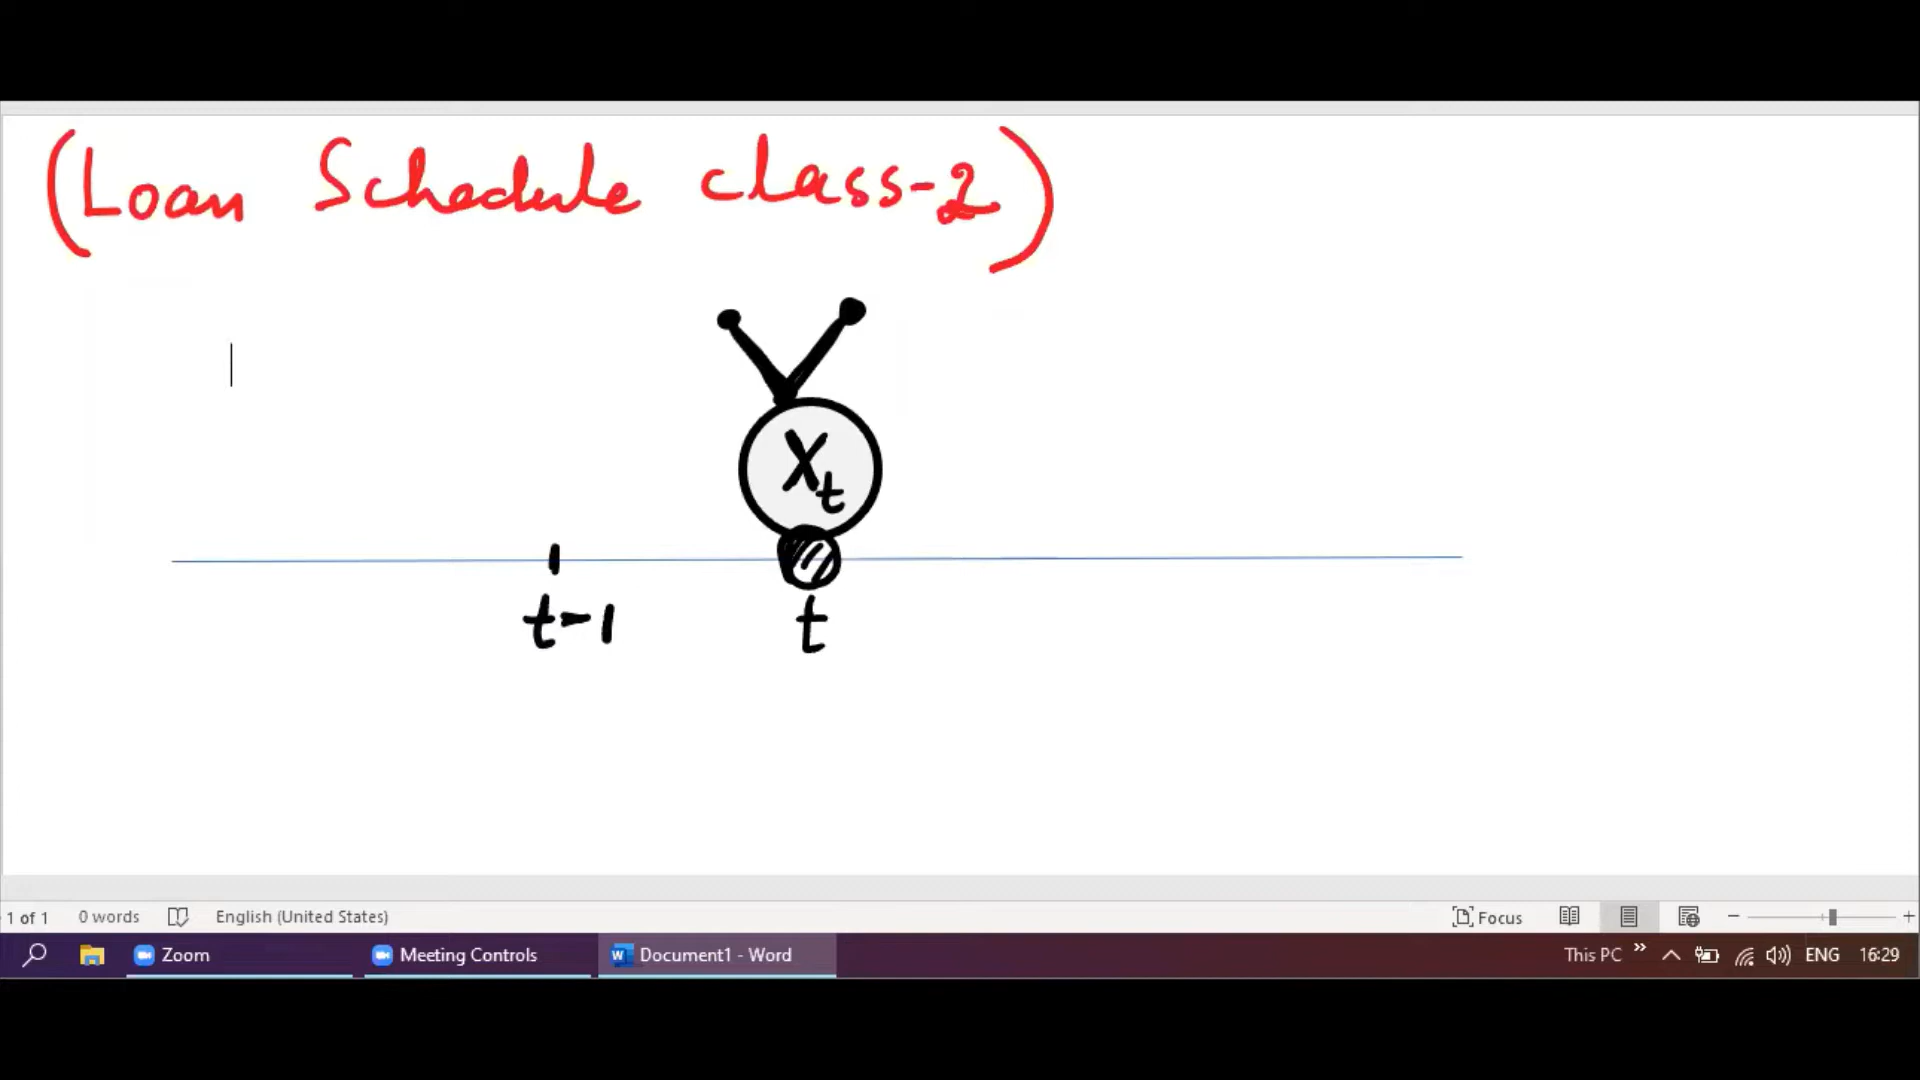 (Loan Schedule class-2)
X_t
t-1 t
1 of 1 0 words English (United States) Focus
Zoom Meeting Controls Document1 - Word This PC ENG 16:29